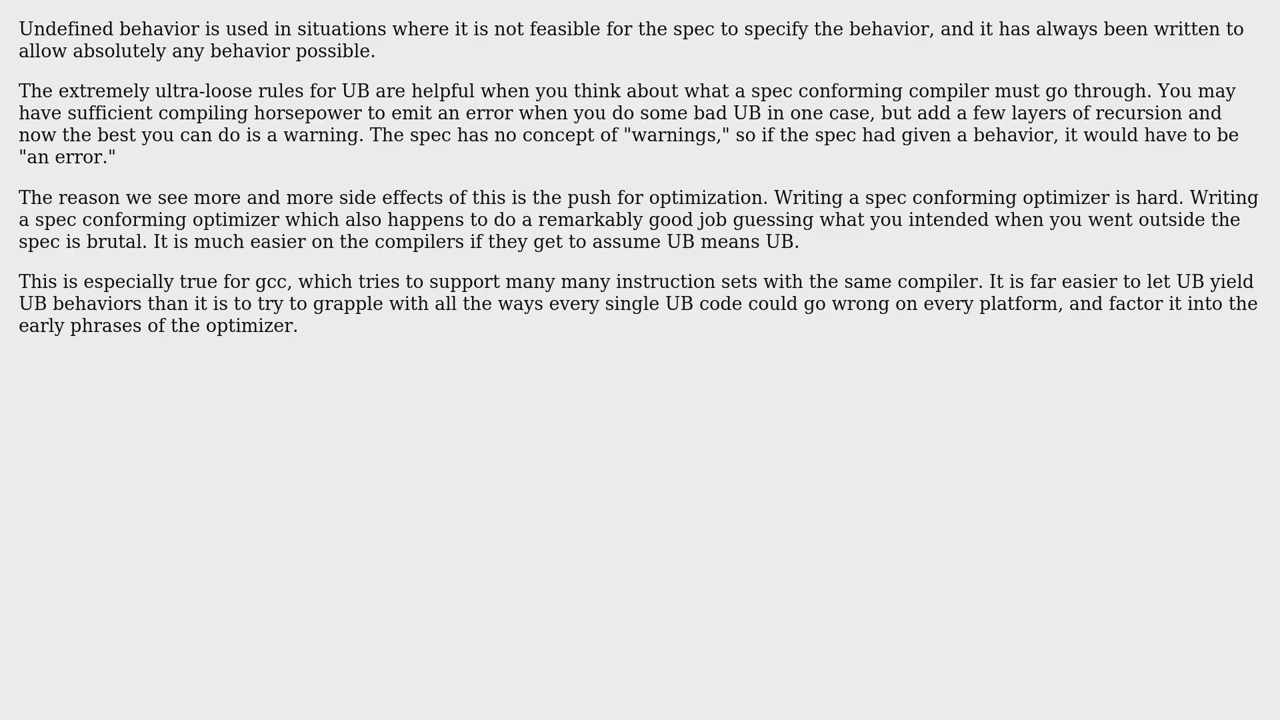 Undefined behavior is used in situations where it is not feasible for the spec to specify the behavior, and it has always been written to
allow absolutely any behavior possible.
The extremely ultra-loose rules for UB are helpful when you think about what a spec conforming compiler must go through. You may
have sufficient compiling horsepower to emit an error when you do some bad UB in one case, but add a few layers of recursion and
now the best you can do is a warning. The spec has no concept of "warnings," so if the spec had given a behavior, it would have to be
"an error."
The reason we see more and more side effects of this is the push for optimization. Writing a spec conforming optimizer is hard. Writing
a spec conforming optimizer which also happens to do a remarkably good job guessing what you intended when you went outside the
spec is brutal. It is much easier on the compilers if they get to assume UB means UB.
This is especially true for gcc, which tries to support many many instruction sets with the same compiler. It is far easier to let UB yield
UB behaviors than it is to try to grapple with all the ways every single UB code could go wrong on every platform, and factor it into the
early phrases of the optimizer.